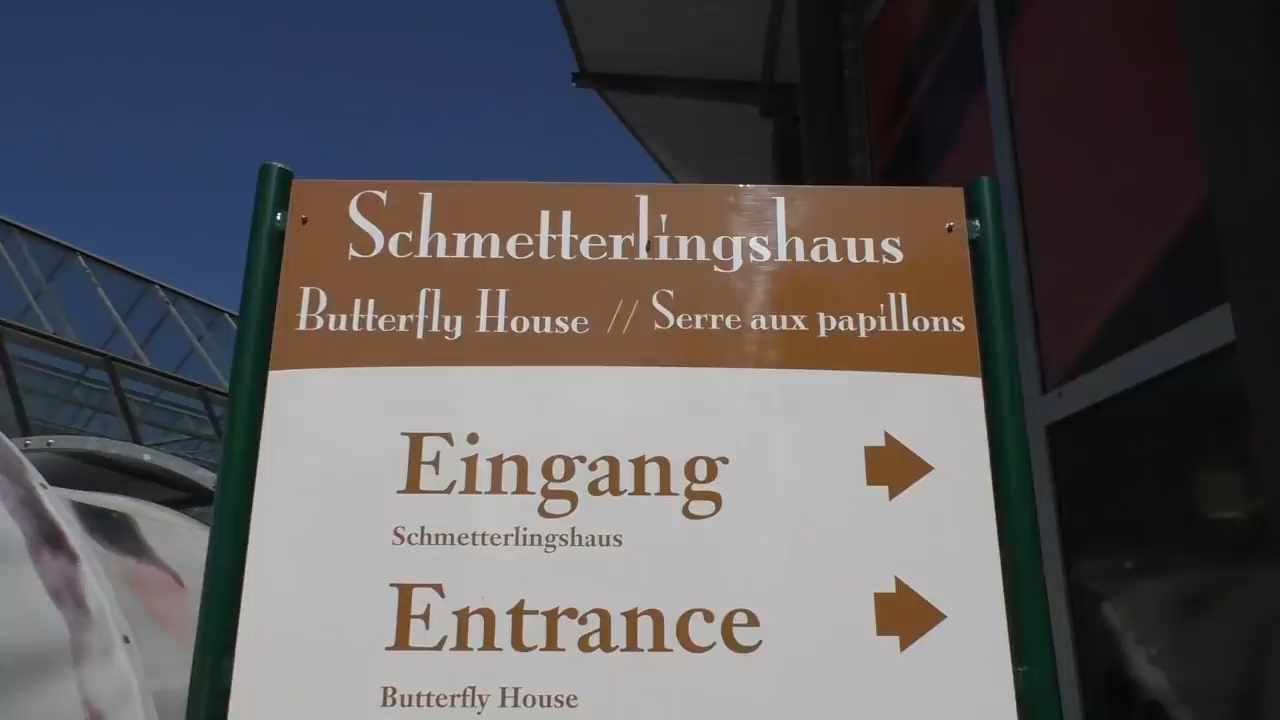 Schmetterlingshaus
Butterfly House // Serre aux papillons
Eingang
Schmetterlingshaus
Entrance
Butterfly House